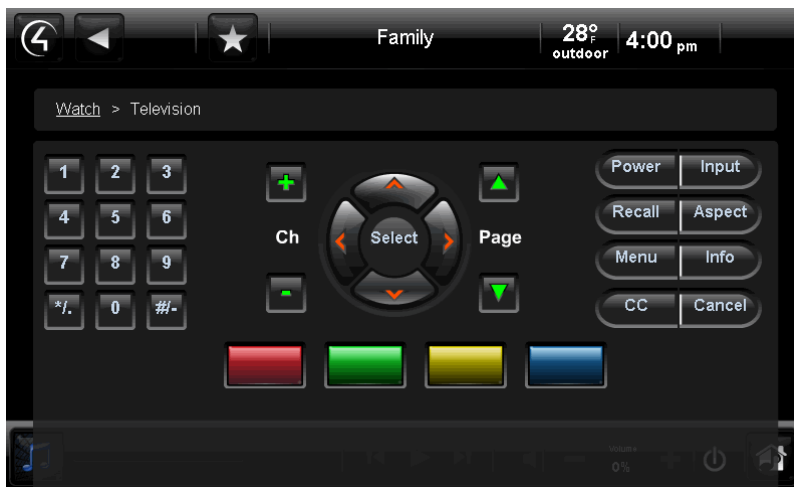 4
Family
28°F
outdoor
4:00 pm
Watch > Television
1 2 3
4 5 6
7 8 9
*/. 0 #/-
Ch
Select
Page
Power Input
Recall Aspect
Menu Info
CC Cancel
Volume
0%